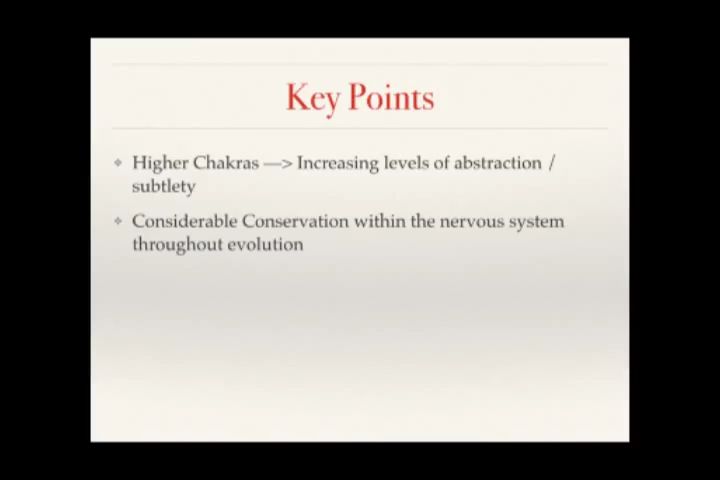 Key Points
Higher Chakras —> Increasing levels of abstraction /
subtlety
Considerable Conservation within the nervous system
throughout evolution